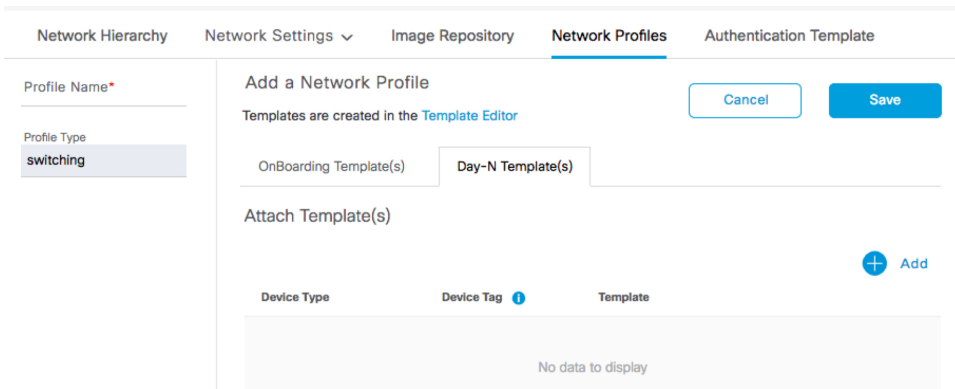 Network Hierarchy Network Settings Image Repository Network Profiles Authentication Template
Profile Name*
Profile Type
switching
Add a Network Profile
Templates are created in the Template Editor
Cancel Save
OnBoarding Template(s) Day-N Template(s)
Attach Template(s)
Add
Device Type Device Tag Template
No data to display